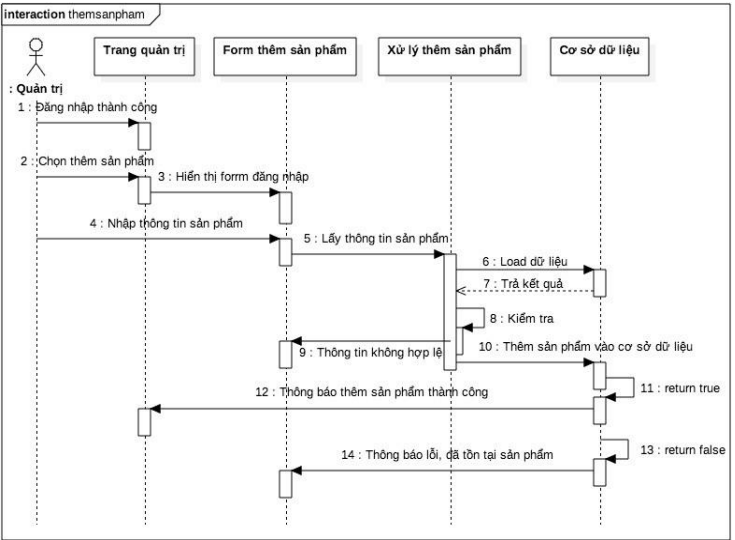 interaction themsanpham
Trang quản trị
Form thêm sản phẩm
Xử lý thêm sản phẩm
Cơ sở dữ liệu
: Quản trị
1 : Đăng nhập thành công
2 : Chọn thêm sản phẩm
3 : Hiển thị forrm đăng nhập
4 : Nhập thông tin sản phẩm
5 : Lấy thông tin sản phẩm
6 : Load dữ liệu
7 : Trả kết quả
8 : Kiểm tra
9 : Thông tin không hợp lệ
10 : Thêm sản phẩm vào cơ sở dữ liệu
11 : return true
12 : Thông báo thêm sản phẩm thành công
13 : return false
14 : Thông báo lỗi, đã tồn tại sản phẩm